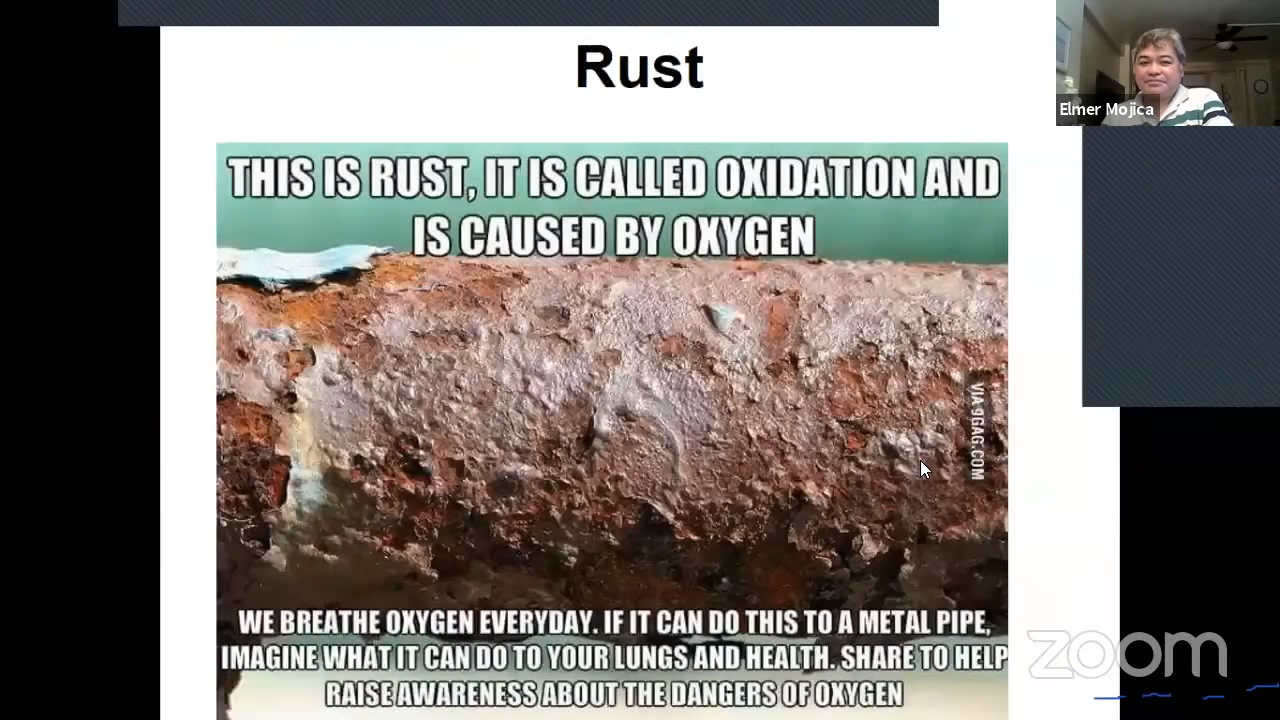 Rust
Elmer Mojica
THIS IS RUST, IT IS CALLED OXIDATION AND
IS CAUSED BY OXYGEN
VIA 9GAG.COM
WE BREATHE OXYGEN EVERYDAY. IF IT CAN DO THIS TO A METAL PIPE,
IMAGINE WHAT IT CAN DO TO YOUR LUNGS AND HEALTH. SHARE TO HELP
RAISE AWARENESS ABOUT THE DANGERS OF OXYGEN
zoom